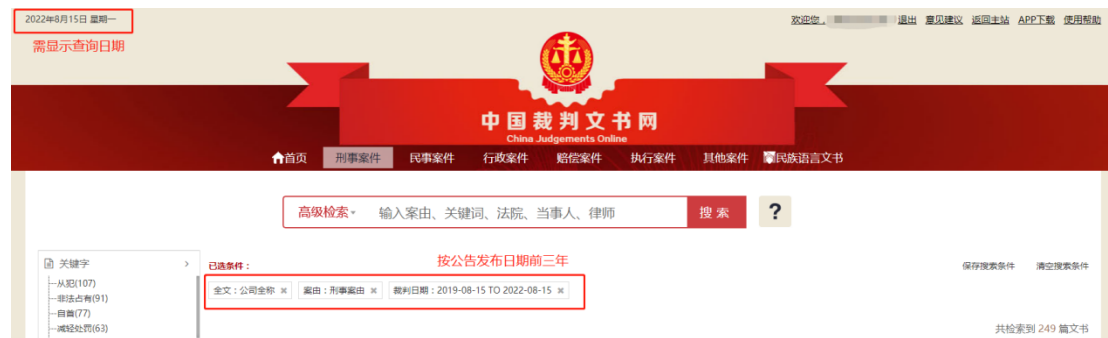 2022年8月15日 星期一
欢迎您， 退出 意见建议 返回主站 APP下载 使用帮助
需显示查询日期
中国裁判文书网
China Judgements Online
首页 刑事案件 民事案件 行政案件 赔偿案件 执行案件 其他案件 民族语言文书
高级检索 输入案由、关键词、法院、当事人、律师 搜索 ?
关键字 >
按公告发布日期前三年
已选条件：
保存搜索条件 清空搜索条件
从犯(107)
非法占有(91)
自首(77)
减轻处罚(63)
全文：公司全称 × 案由：刑事案由 × 裁判日期：2019-08-15 TO 2022-08-15 ×
共检索到 249 篇文书